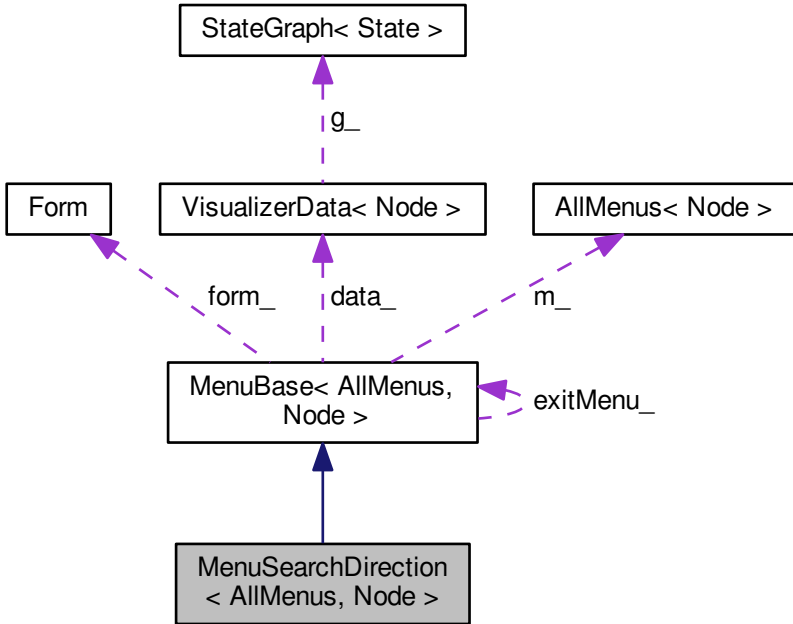 StateGraph< State >
g_
Form
VisualizerData< Node >
AllMenus< Node >
form_
data_
m_
MenuBase< AllMenus,
Node >
exitMenu_
MenuSearchDirection
< AllMenus, Node >